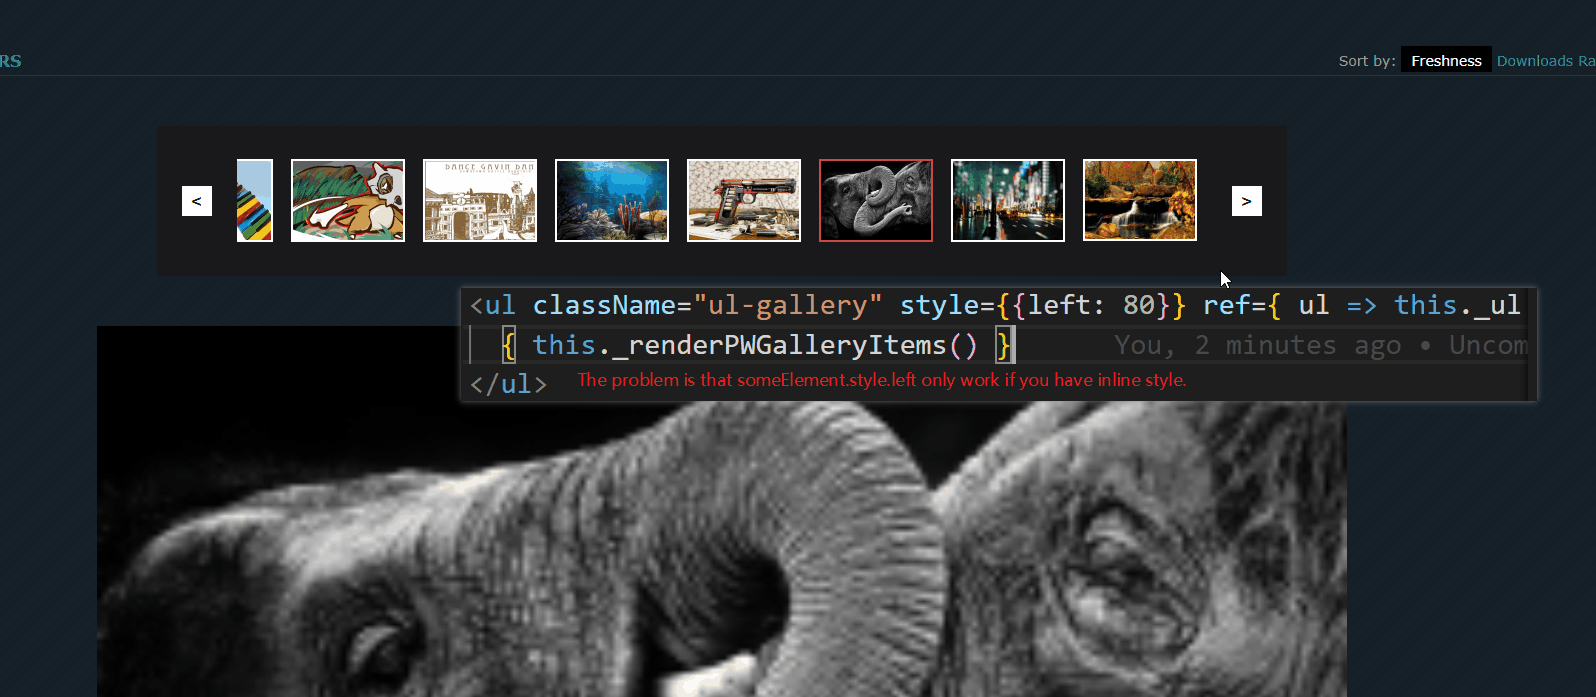 RS
Sort by: Freshness Downloads Ra
DANCE GAVIN DAN
< >
<ul className="ul-gallery" style={{left: 80}} ref={ ul => this._ul
{ this._renderPWGalleryItems() } You, 2 minutes ago • Uncom
</ul> The problem is that someElement.style.left only work if you have inline style.